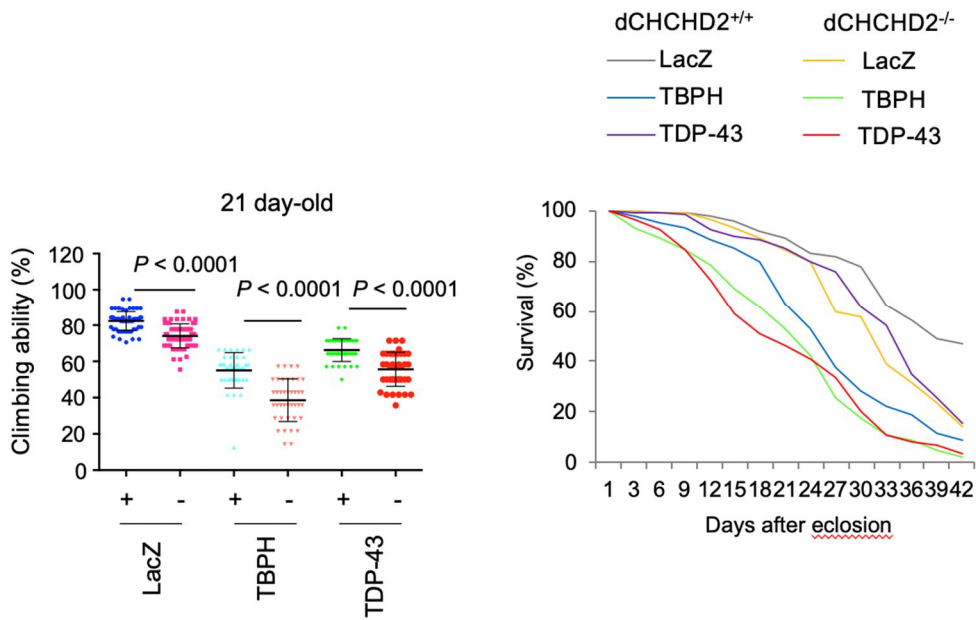 dCHCHD2+/+ dCHCHD2-/-
LacZ LacZ
TBPH TBPH
TDP-43 TDP-43
21 day-old
Climbing ability (%)
120
100
80
60
40
20
0
P < 0.0001
P < 0.0001
P < 0.0001
+ - + - + -
LacZ
TBPH
TDP-43
Survival (%)
100
80
60
40
20
0
1 3 6 9 12 15 18 21 24 27 30 33 36 39 42
Days after eclosion